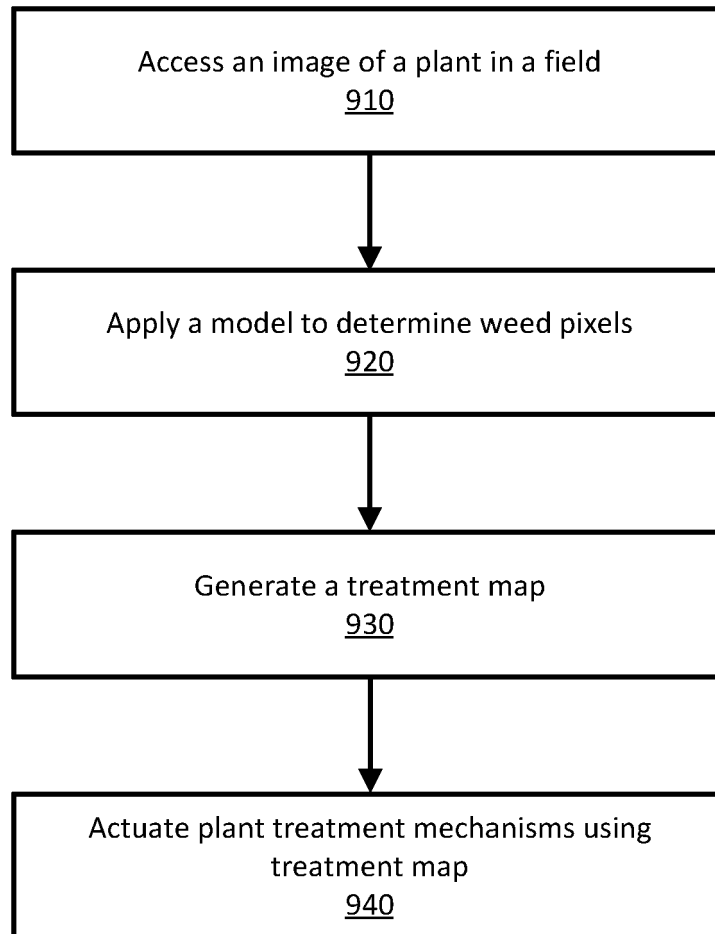 Access an image of a plant in a field
910
Apply a model to determine weed pixels
920
Generate a treatment map
930
Actuate plant treatment mechanisms using
treatment map
940